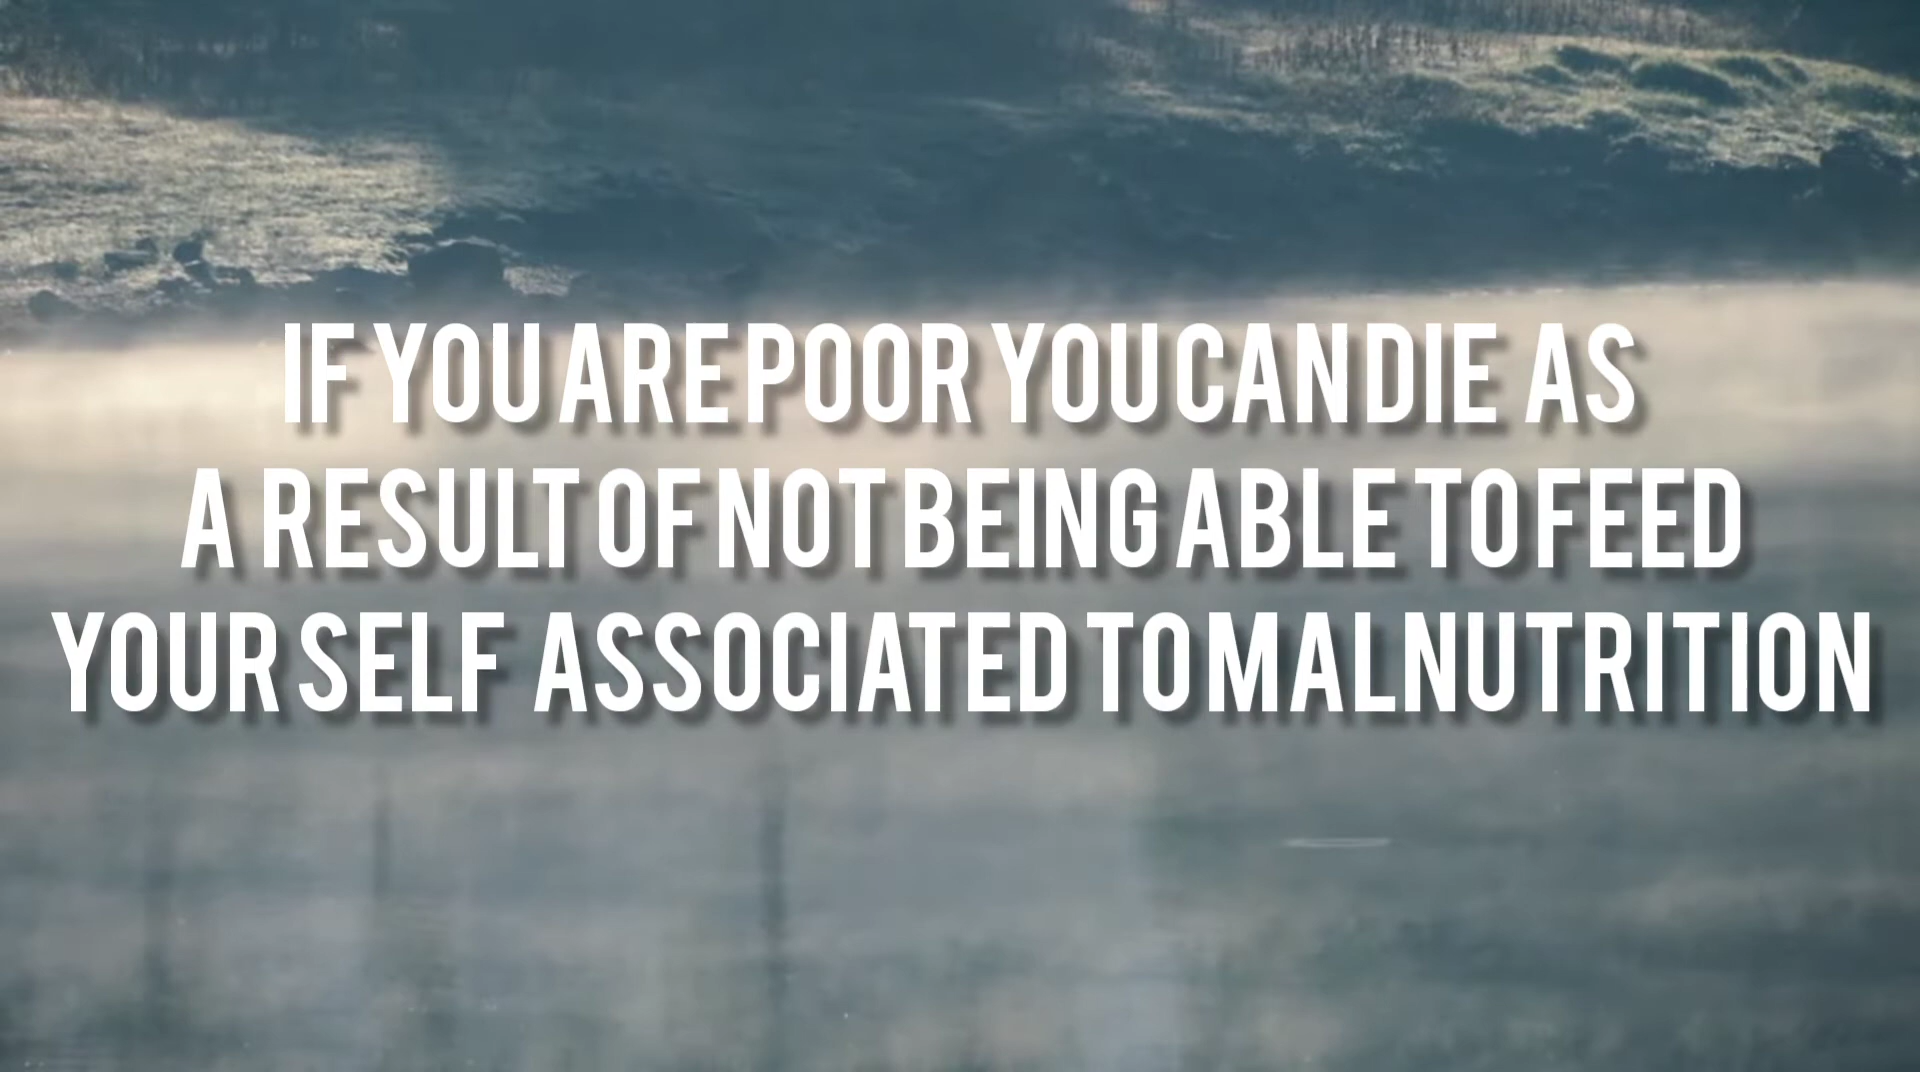 IF YOU ARE POOR YOU CAN DIE AS
A RESULT OF NOT BEING ABLE TO FEED
YOUR SELF ASSOCIATED TO MALNUTRITION